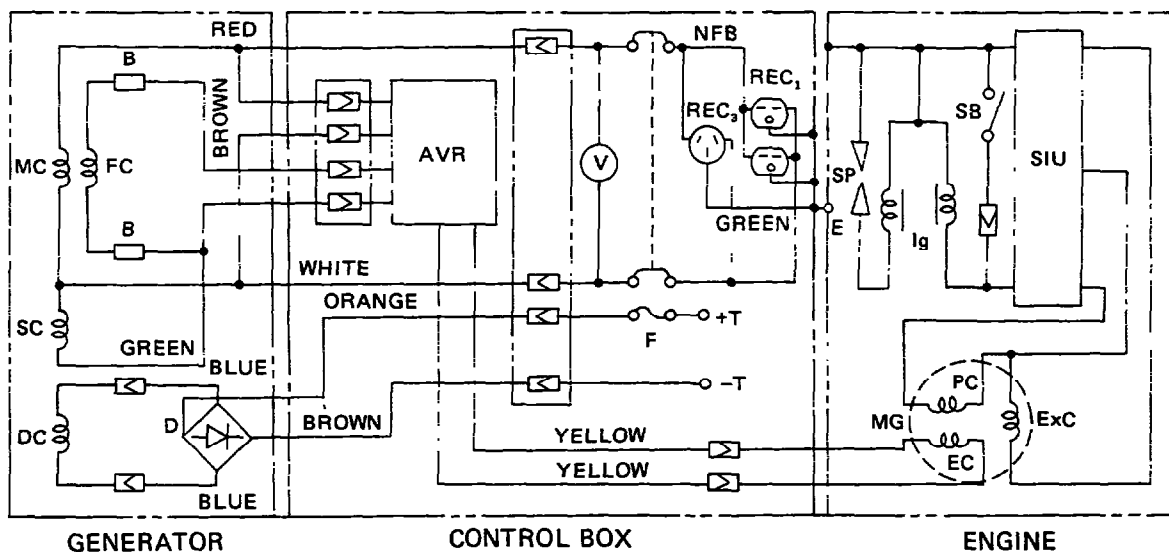 RED
NFB
B
BROWN
REC₁
REC₃
SB
AVR
MC
FC
V
SP
SIU
B
GREEN
E
Ig
WHITE
ORANGE
SC
F
+T
GREEN
BLUE
-T
PC
D
BROWN
MG
ExC
DC
YELLOW
EC
YELLOW
BLUE
GENERATOR
CONTROL BOX
ENGINE